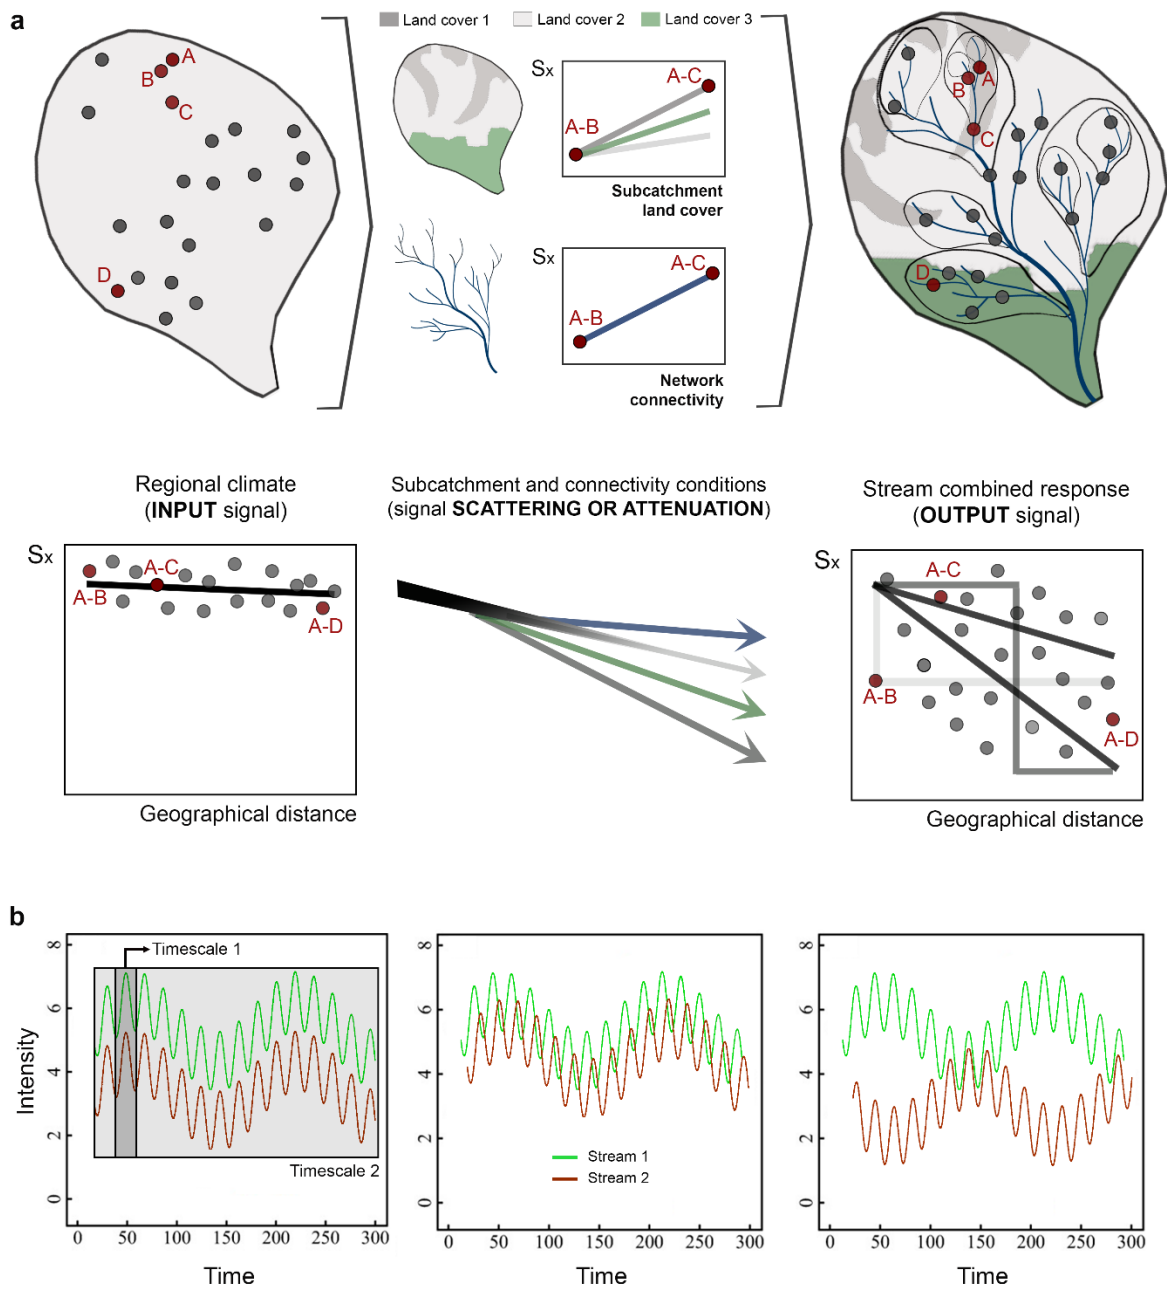 a
Land cover 1
Land cover 2
Land cover 3
A
B
C
D
Sx
A-C
A-B
Subcatchment
land cover
Sx
A-C
A-B
Network
connectivity
A
B
C
D
Regional climate
(INPUT signal)
Subcatchment and connectivity conditions
(signal SCATTERING OR ATTENUATION)
Stream combined response
(OUTPUT signal)
Sx
A-C
A-B
A-D
Geographical distance
Sx
A-C
A-B
A-D
Geographical distance
b
Timescale 1
Timescale 2
Intensity
8
6
4
2
0
0 50 100 150 200 250 300
Time
8
6
4
2
0
Stream 1
Stream 2
0 50 100 150 200 250 300
Time
8
6
4
2
0
0 50 100 150 200 250 300
Time